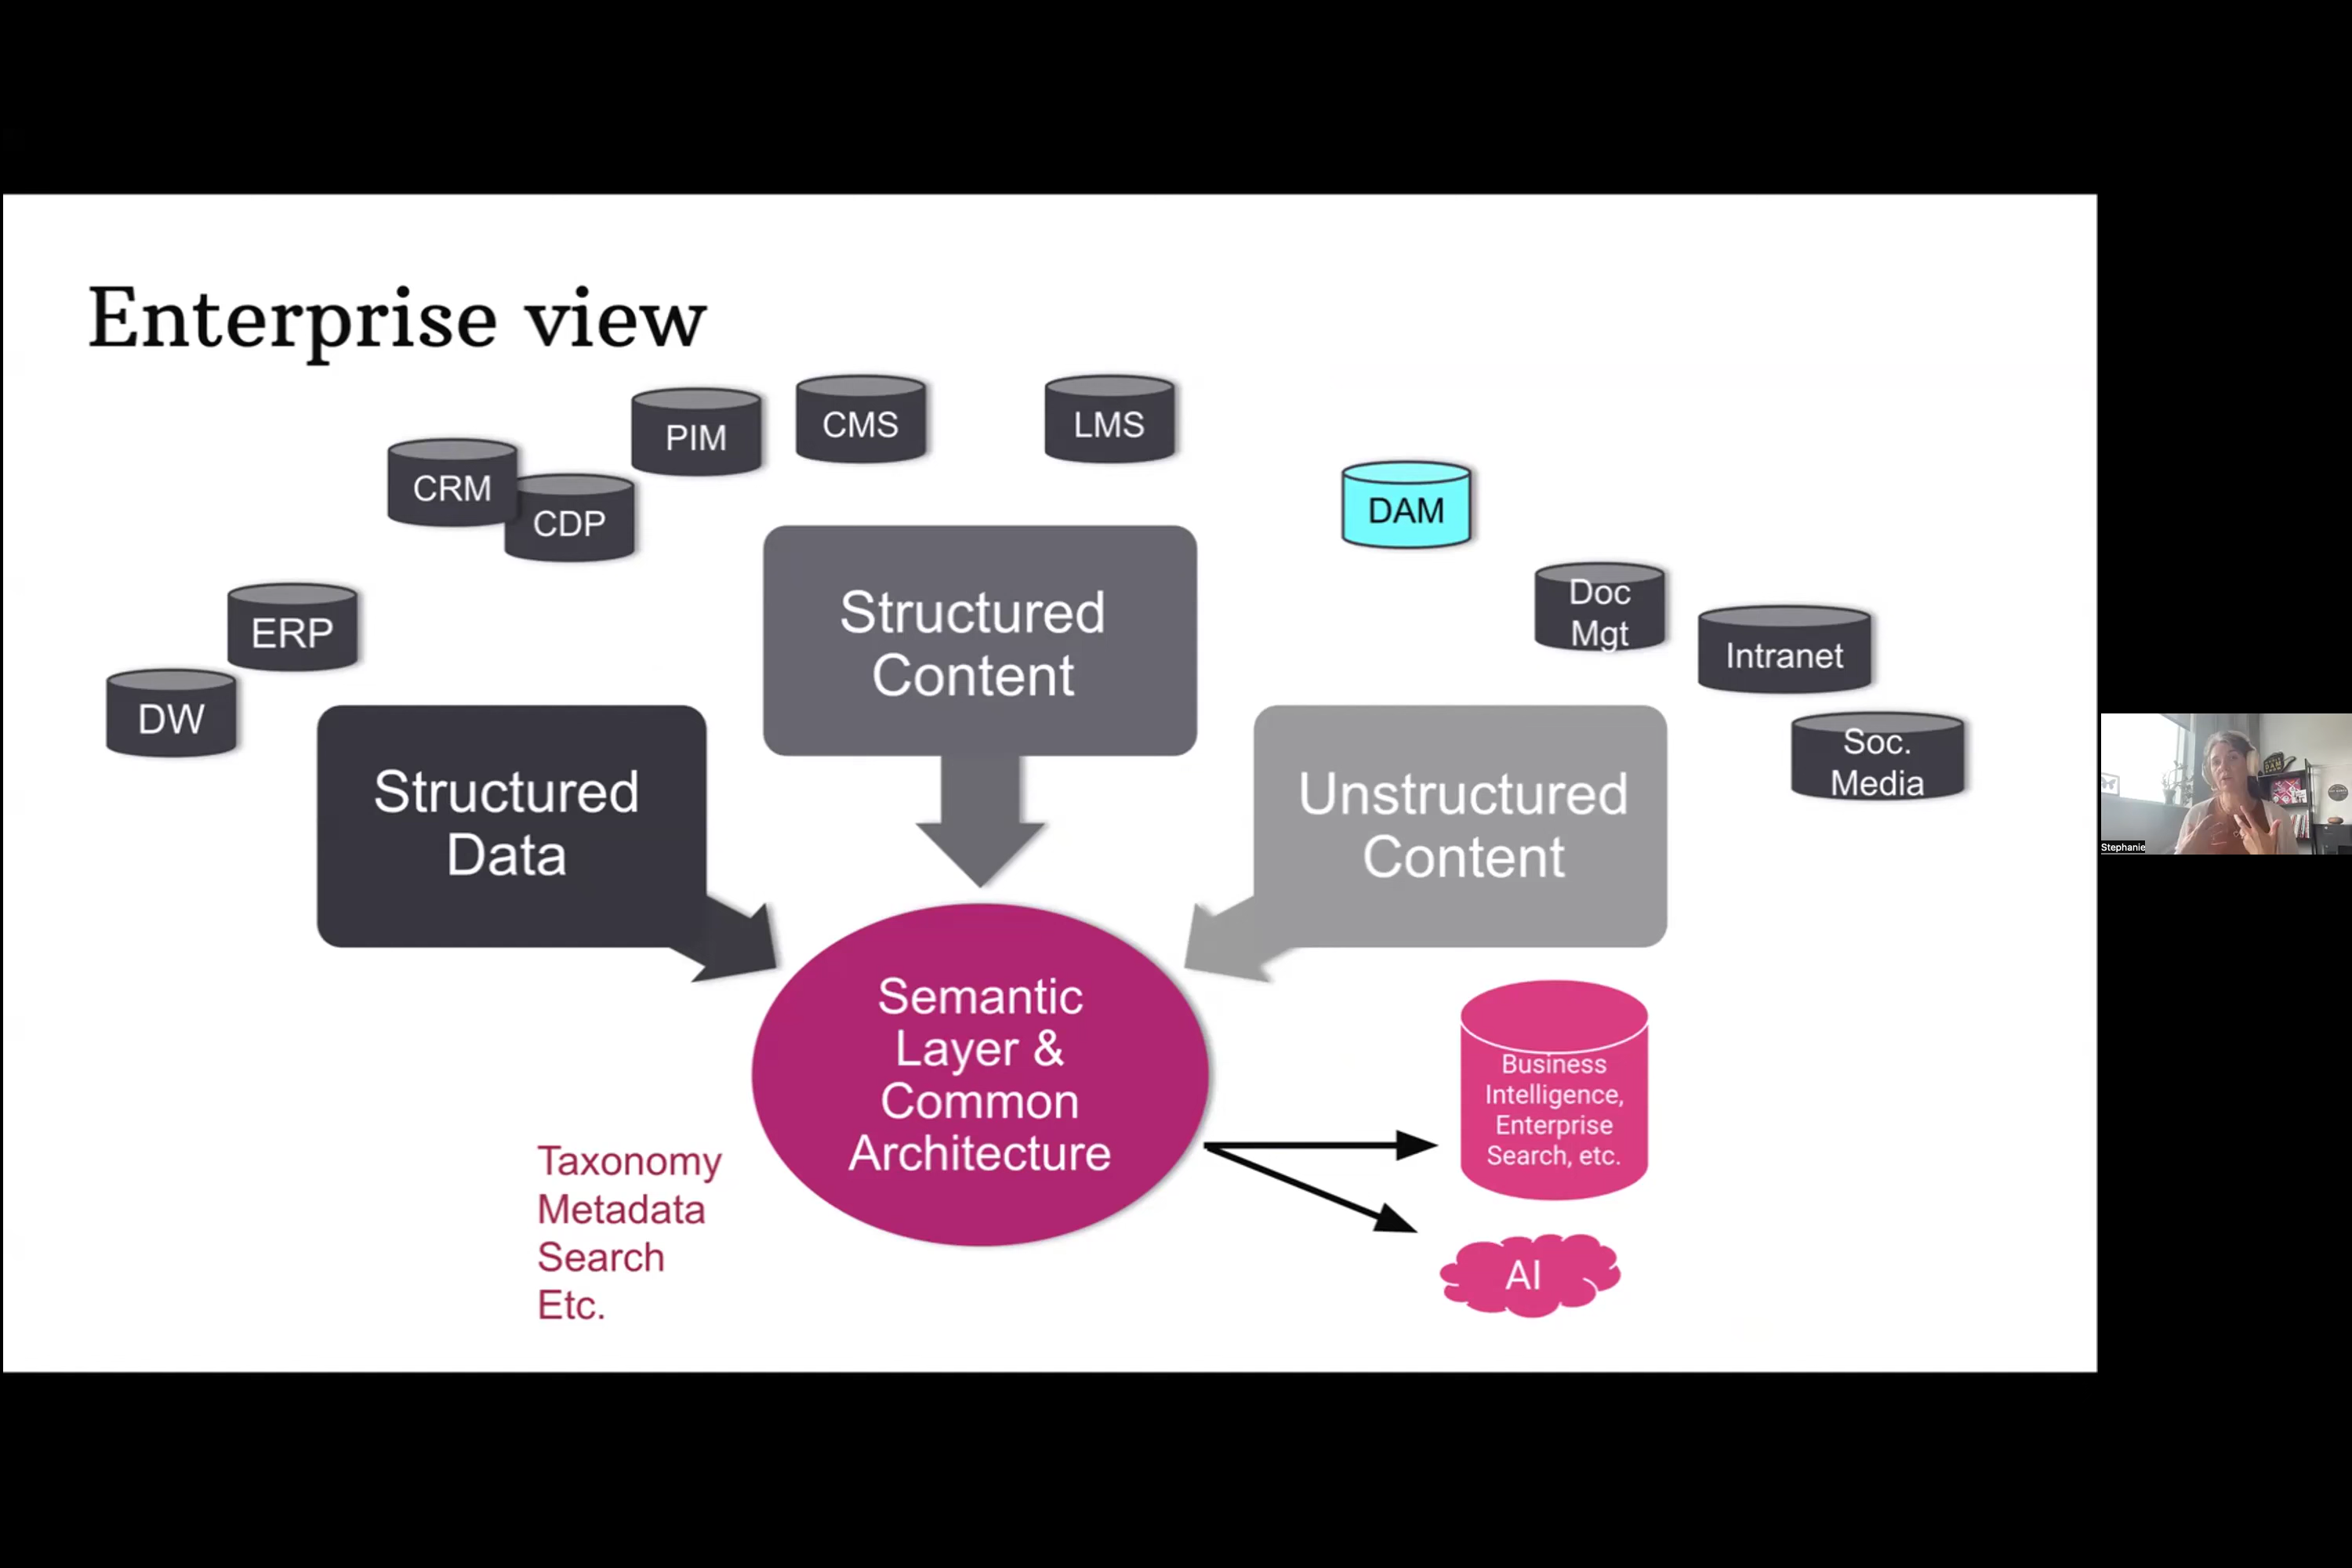 Enterprise view
PIM
CMS
LMS
CRM
CDP
DAM
Doc
Mgt
Intranet
ERP
DW
Soc.
Media
Structured
Content
Structured
Data
Unstructured
Content
Semantic
Layer &
Common
Architecture
Business
Intelligence,
Enterprise
Search, etc.
AI
Taxonomy
Metadata
Search
Etc.
Stephanie